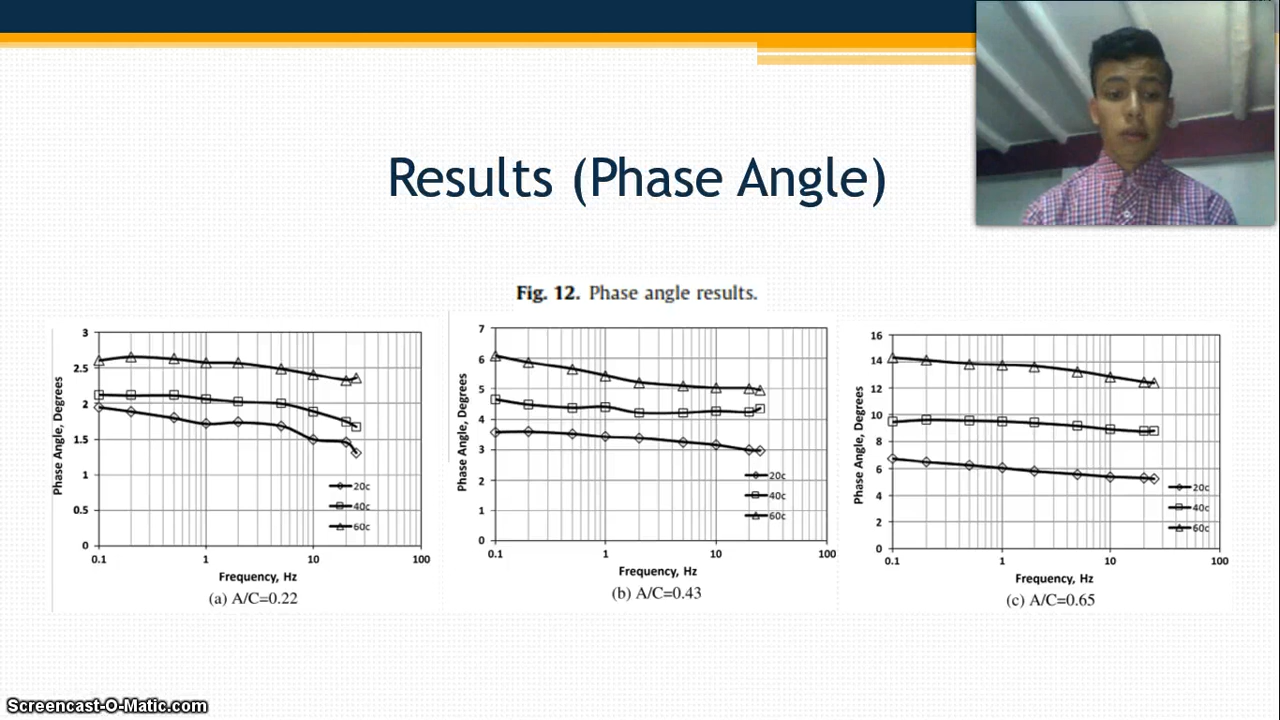 Results (Phase Angle)
Fig. 12. Phase angle results.
3
2.5
2
1.5
1
0.5
0
Phase Angle, Degrees
20c
40c
60c
0.1 1 10 100
Frequency, Hz
(a) A/C=0.22
7
6
5
4
3
2
1
0
Phase Angle, Degrees
20c
40c
60c
0.1 1 10 100
Frequency, Hz
(b) A/C=0.43
16
14
12
10
8
6
4
2
0
Phase Angle, Degrees
20c
40c
60c
0.1 1 10 100
Frequency, Hz
(c) A/C=0.65
Screencast-O-Matic.com